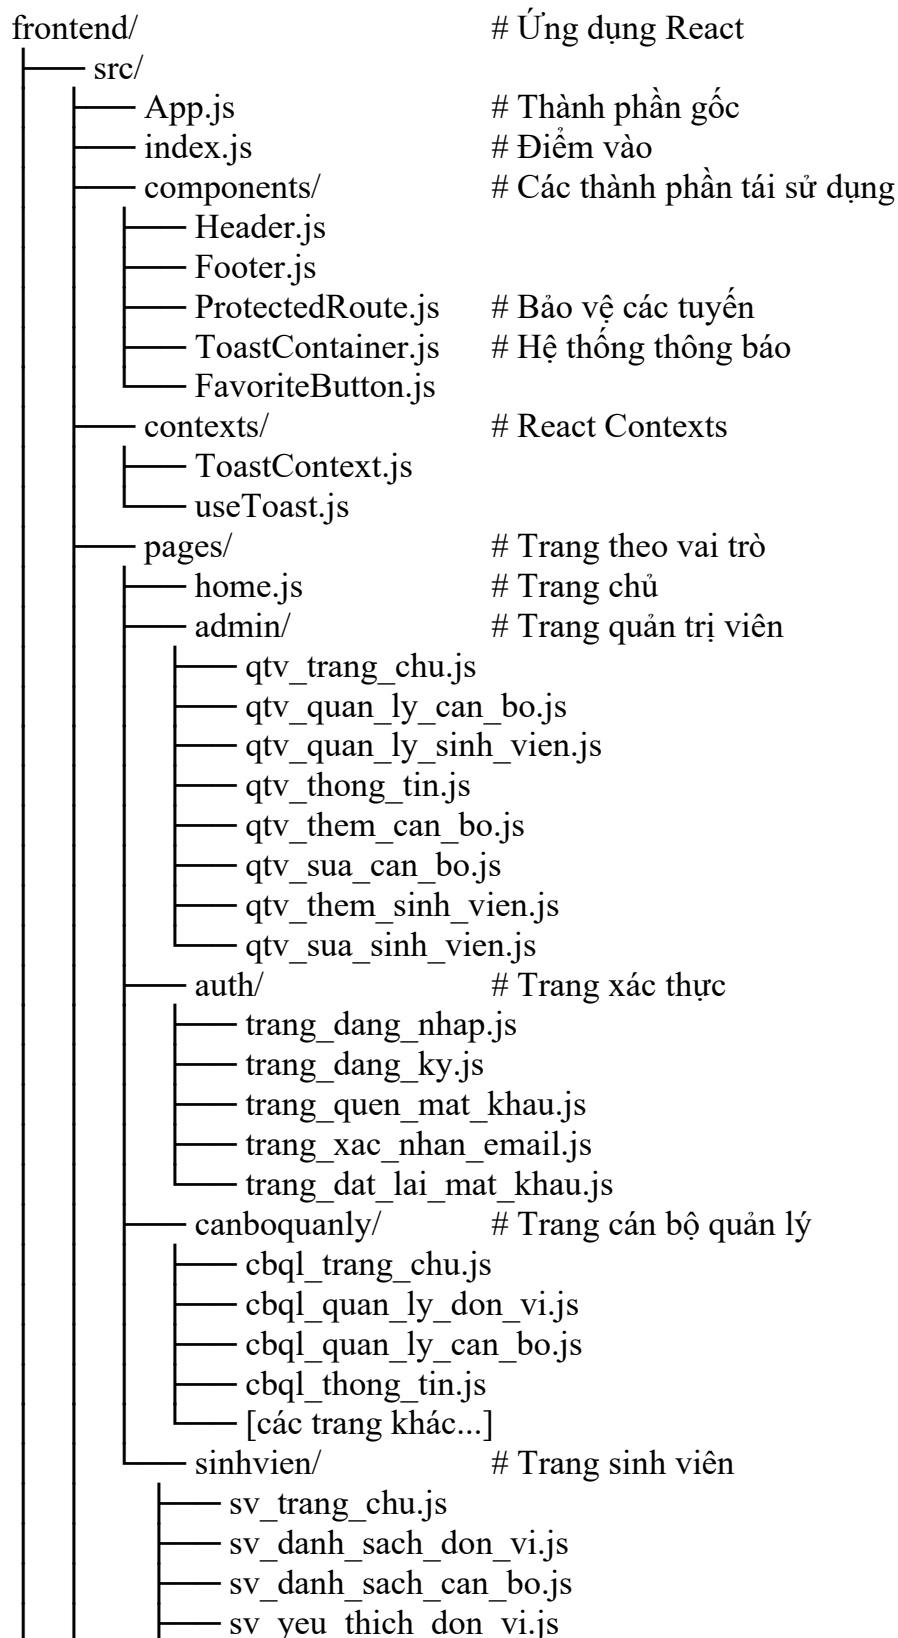 frontend/ # Ứng dụng React
src/
App.js # Thành phần gốc
index.js # Điểm vào
components/ # Các thành phần tái sử dụng
Header.js
Footer.js
ProtectedRoute.js # Bảo vệ các tuyến
ToastContainer.js # Hệ thống thông báo
FavoriteButton.js
contexts/ # React Contexts
ToastContext.js
useToast.js
pages/ # Trang theo vai trò
home.js # Trang chủ
admin/ # Trang quản trị viên
qtv_trang_chu.js
qtv_quan_ly_can_bo.js
qtv_quan_ly_sinh_vien.js
qtv_thong_tin.js
qtv_them_can_bo.js
qtv_sua_can_bo.js
qtv_them_sinh_vien.js
qtv_sua_sinh_vien.js
auth/ # Trang xác thực
trang_dang_nhap.js
trang_dang_ky.js
trang_quen_mat_khau.js
trang_xac_nhan_email.js
trang_dat_lai_mat_khau.js
canboquanly/ # Trang cán bộ quản lý
cbql_trang_chu.js
cbql_quan_ly_don_vi.js
cbql_quan_ly_can_bo.js
cbql_thong_tin.js
[các trang khác...]
sinhvien/ # Trang sinh viên
sv_trang_chu.js
sv_danh_sach_don_vi.js
sv_danh_sach_can_bo.js
sv_yeu_thich_don_vi.js